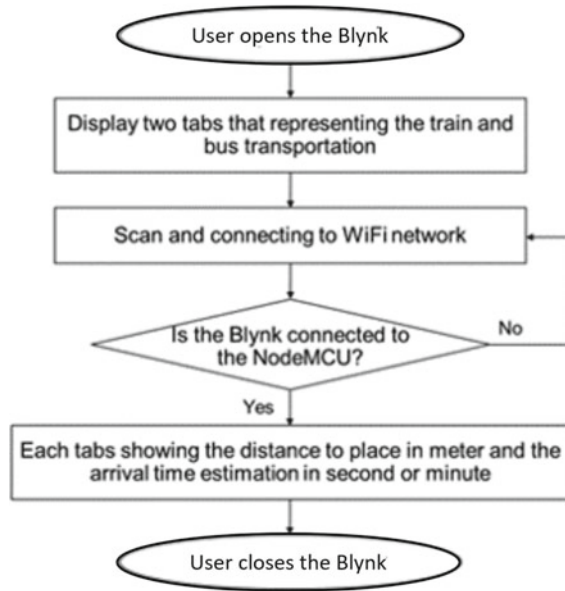 User opens the Blynk
Display two tabs that representing the train and
bus transportation
Scan and connecting to WiFi network
Is the Blynk connected to
the NodeMCU?
No
Yes
Each tabs showing the distance to place in meter and the
arrival time estimation in second or minute
User closes the Blynk